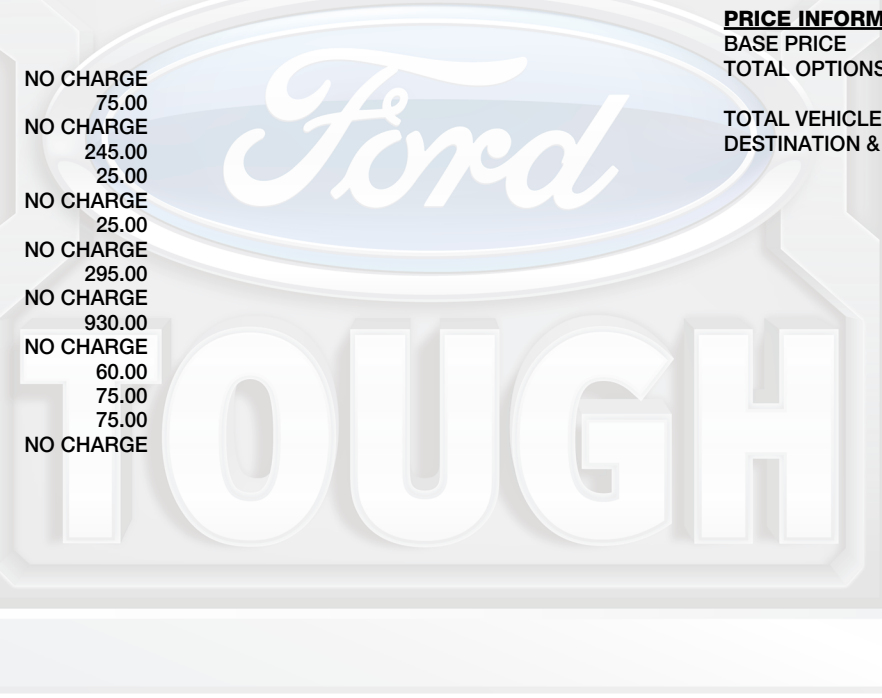 NO CHARGE
75.00
NO CHARGE
245.00
25.00
NO CHARGE
25.00
NO CHARGE
295.00
NO CHARGE
930.00
NO CHARGE
60.00
75.00
75.00
NO CHARGE
PRICE INFORM
BASE PRICE
TOTAL OPTIONS
TOTAL VEHICLE
DESTINATION &
Ford
TOUGH